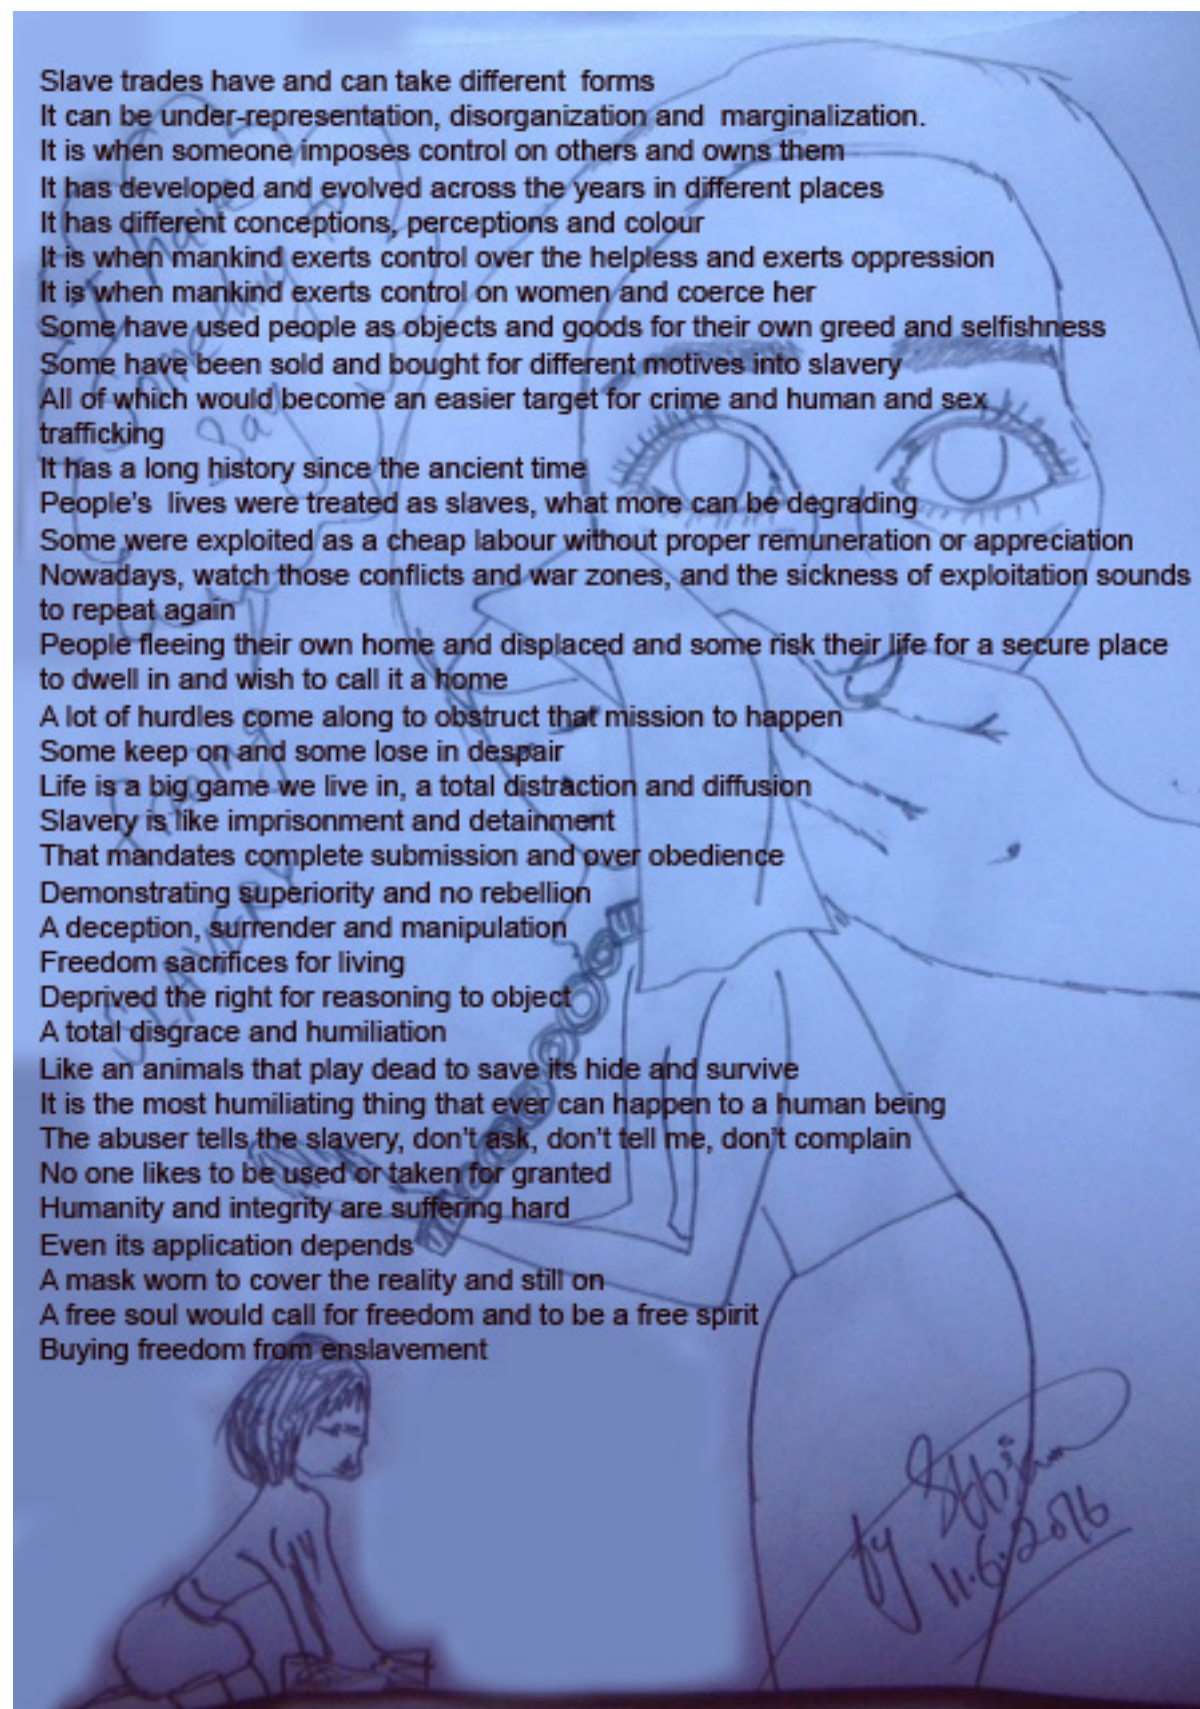 Slave trades have and can take different  forms
It can be under-representation, disorganization and  marginalization.
It is when someone imposes control on others and owns them
It has developed and evolved across the years in different places
It has different conceptions, perceptions and colour
It is when mankind exerts control over the helpless and exerts oppression
It is when mankind exerts control on women and coerce her
Some have used people as objects and goods for their own greed and selfishness
Some have been sold and bought for different motives into slavery
All of which would become an easier target for crime and human and sex
trafficking
It has a long history since the ancient time
People's  lives were treated as slaves, what more can be degrading
Some were exploited as a cheap labour without proper remuneration or appreciation
Nowadays, watch those conflicts and war zones, and the sickness of exploitation sounds
to repeat again
People fleeing their own home and displaced and some risk their life for a secure place
to dwell in and wish to call it a home
A lot of hurdles come along to obstruct that mission to happen
Some keep on and some lose in despair
Life is a big game we live in, a total distraction and diffusion
Slavery is like imprisonment and detainment
That mandates complete submission and over obedience
Demonstrating superiority and no rebellion
A deception, surrender and manipulation
Freedom sacrifices for living
Deprived the right for reasoning to object
A total disgrace and humiliation
Like an animals that play dead to save its hide and survive
It is the most humiliating thing that ever can happen to a human being
The abuser tells the slavery, don't ask, don't tell me, don't complain
No one likes to be used or taken for granted
Humanity and integrity are suffering hard
Even its application depends
A mask worn to cover the reality and still on
A free soul would call for freedom and to be a free spirit
Buying freedom from enslavement
I have
Something to
Say
by
11.6.2016